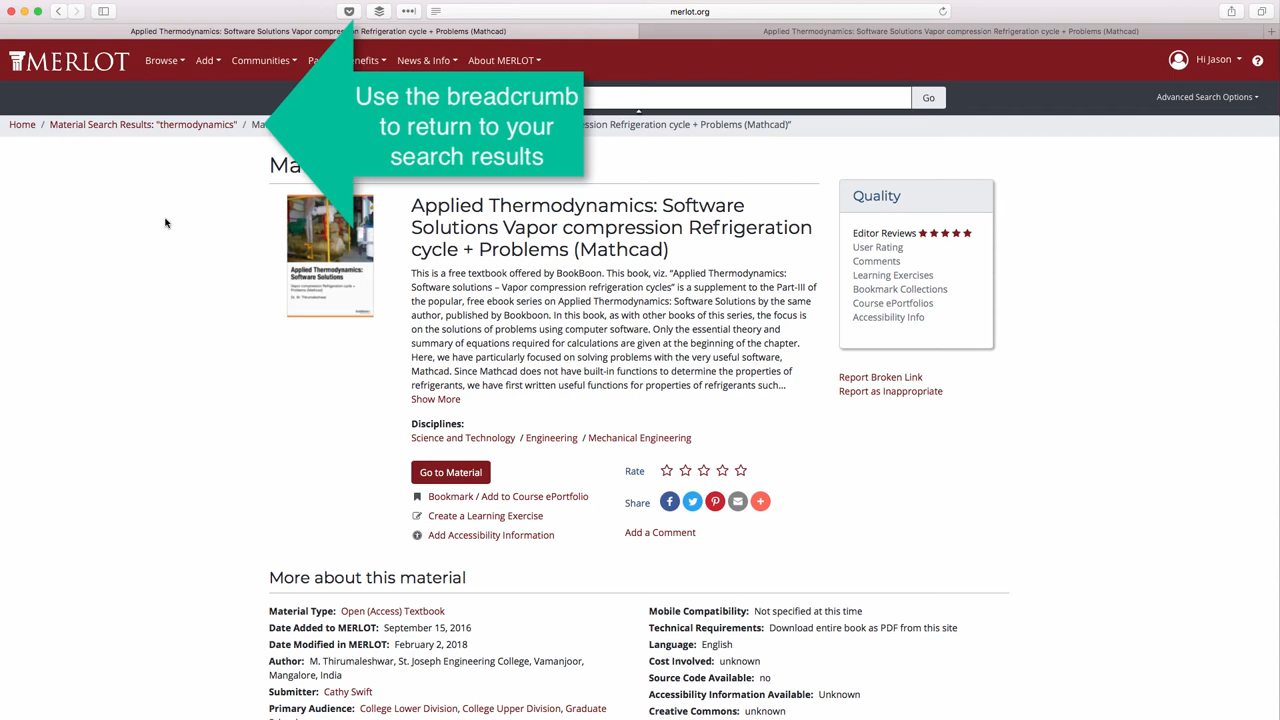 merlot.org
Applied Thermodynamics: Software Solutions Vapor compression Refrigeration cycle + Problems (Mathcad)
Applied Thermodynamics: Software Solutions Vapor compression Refrigeration cycle + Problems (Mathcad)
MERLOT
Browse
Add
Communities
News & Info
About MERLOT
Hi Jason
Use the breadcrumb
to return to your
search results
Go
Advanced Search Options
Home / Material Search Results: "thermodynamics" / Refrigeration cycle + Problems (Mathcad)"
Applied Thermodynamics: Software
Solutions Vapor compression Refrigeration
cycle + Problems (Mathcad)
Applied Thermodynamics:
Software Solutions
This is a free textbook offered by BookBoon. This book, viz. "Applied Thermodynamics:
Software solutions – Vapor compression refrigeration cycles" is a supplement to the Part-III of
the popular, free ebook series on Applied Thermodynamics: Software Solutions by the same
author, published by Bookboon. In this book, as with other books of this series, the focus is
on the solutions of problems using computer software. Only the essential theory and
summary of equations required for calculations are given at the beginning of the chapter.
Here, we have particularly focused on solving problems with the very useful software,
Mathcad. Since Mathcad does not have built-in functions to determine the properties of
refrigerants, we have first written useful functions for properties of refrigerants such...
Show More
Disciplines:
Science and Technology / Engineering / Mechanical Engineering
Go to Material
Bookmark / Add to Course ePortfolio
Create a Learning Exercise
Add Accessibility Information
Rate
Share
Add a Comment
Quality
Editor Reviews
User Rating
Comments
Learning Exercises
Bookmark Collections
Course ePortfolios
Accessibility Info
Report Broken Link
Report as Inappropriate
More about this material
Material Type: Open (Access) Textbook
Date Added to MERLOT: September 15, 2016
Date Modified in MERLOT: February 2, 2018
Author: M. Thirumaleshwar, St. Joseph Engineering College, Vamanjoor,
Mangalore, India
Submitter: Cathy Swift
Primary Audience: College Lower Division, College Upper Division, Graduate
Mobile Compatibility: Not specified at this time
Technical Requirements: Download entire book as PDF from this site
Language: English
Cost Involved: unknown
Source Code Available: no
Accessibility Information Available: Unknown
Creative Commons: unknown